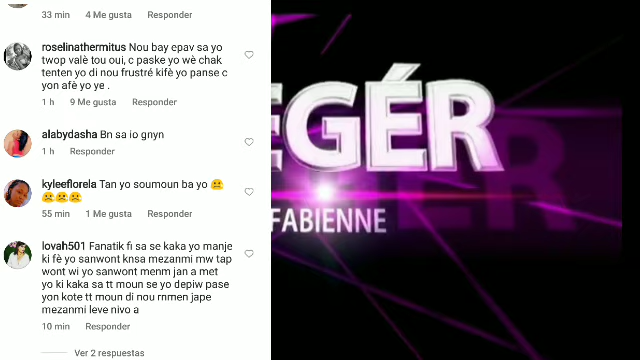 33 min 4 Me gusta Responder
roselinathermitus Nou bay epav sa yo
twop valè tou oui, c paske yo wè chak
tenten yo di nou frustré kifè yo panse c
yon afè yo ye .
1 h 9 Me gusta Responder
alabydasha Bn sa io gnyn
1 h Responder
kyleeflorela Tan yo soumoun ba yo
55 min 1 Me gusta Responder
lovah501 Fanatik fi sa se kaka yo manje
ki fè yo sanwont knsa mezanmi mw tap
wont wi yo sanwont menm jan a met
yo ki kaka sa tt moun se yo depiw pase
yon kote tt moun di nou rnmen jape
mezanmi leve nivo a
10 min Responder
Ver 2 respuestas
EGÉR
FABIENNE